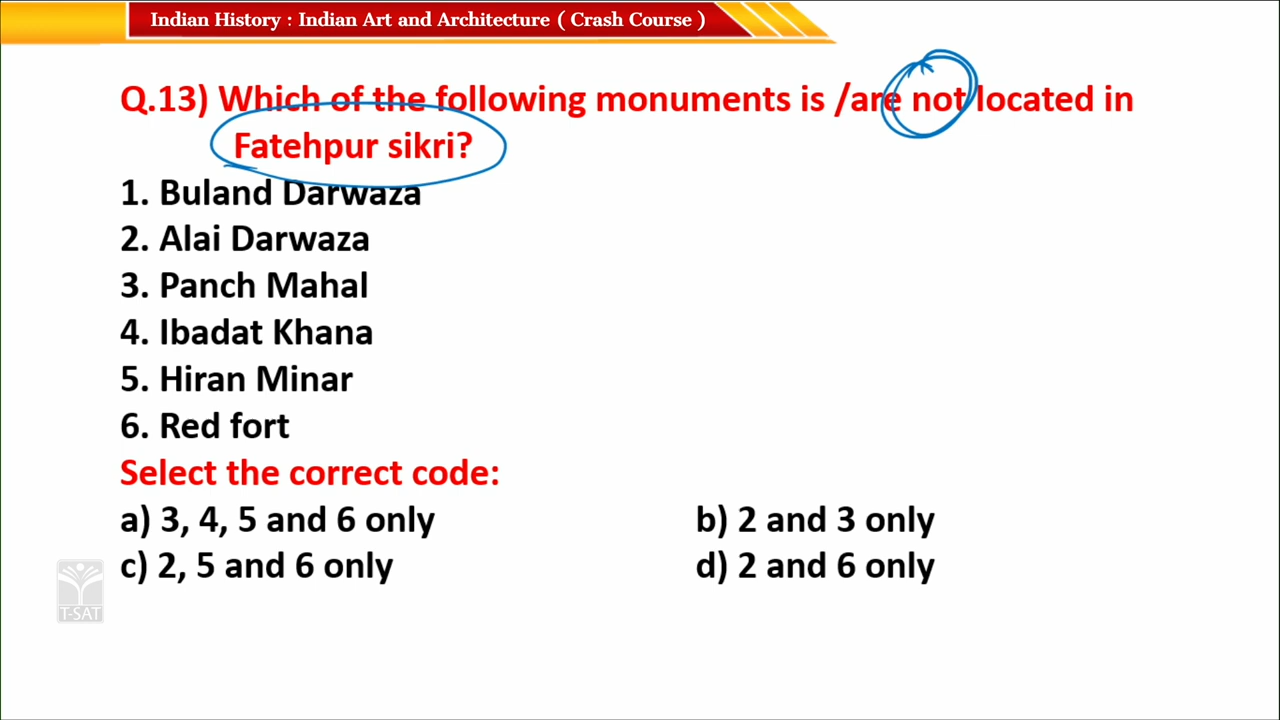 Indian History : Indian Art and Architecture ( Crash Course )
Q.13) Which of the following monuments is /are not located in
Fatehpur sikri?
1. Buland Darwaza
2. Alai Darwaza
3. Panch Mahal
4. Ibadat Khana
5. Hiran Minar
6. Red fort
Select the correct code:
a) 3, 4, 5 and 6 only b) 2 and 3 only
c) 2, 5 and 6 only d) 2 and 6 only
T-SAT